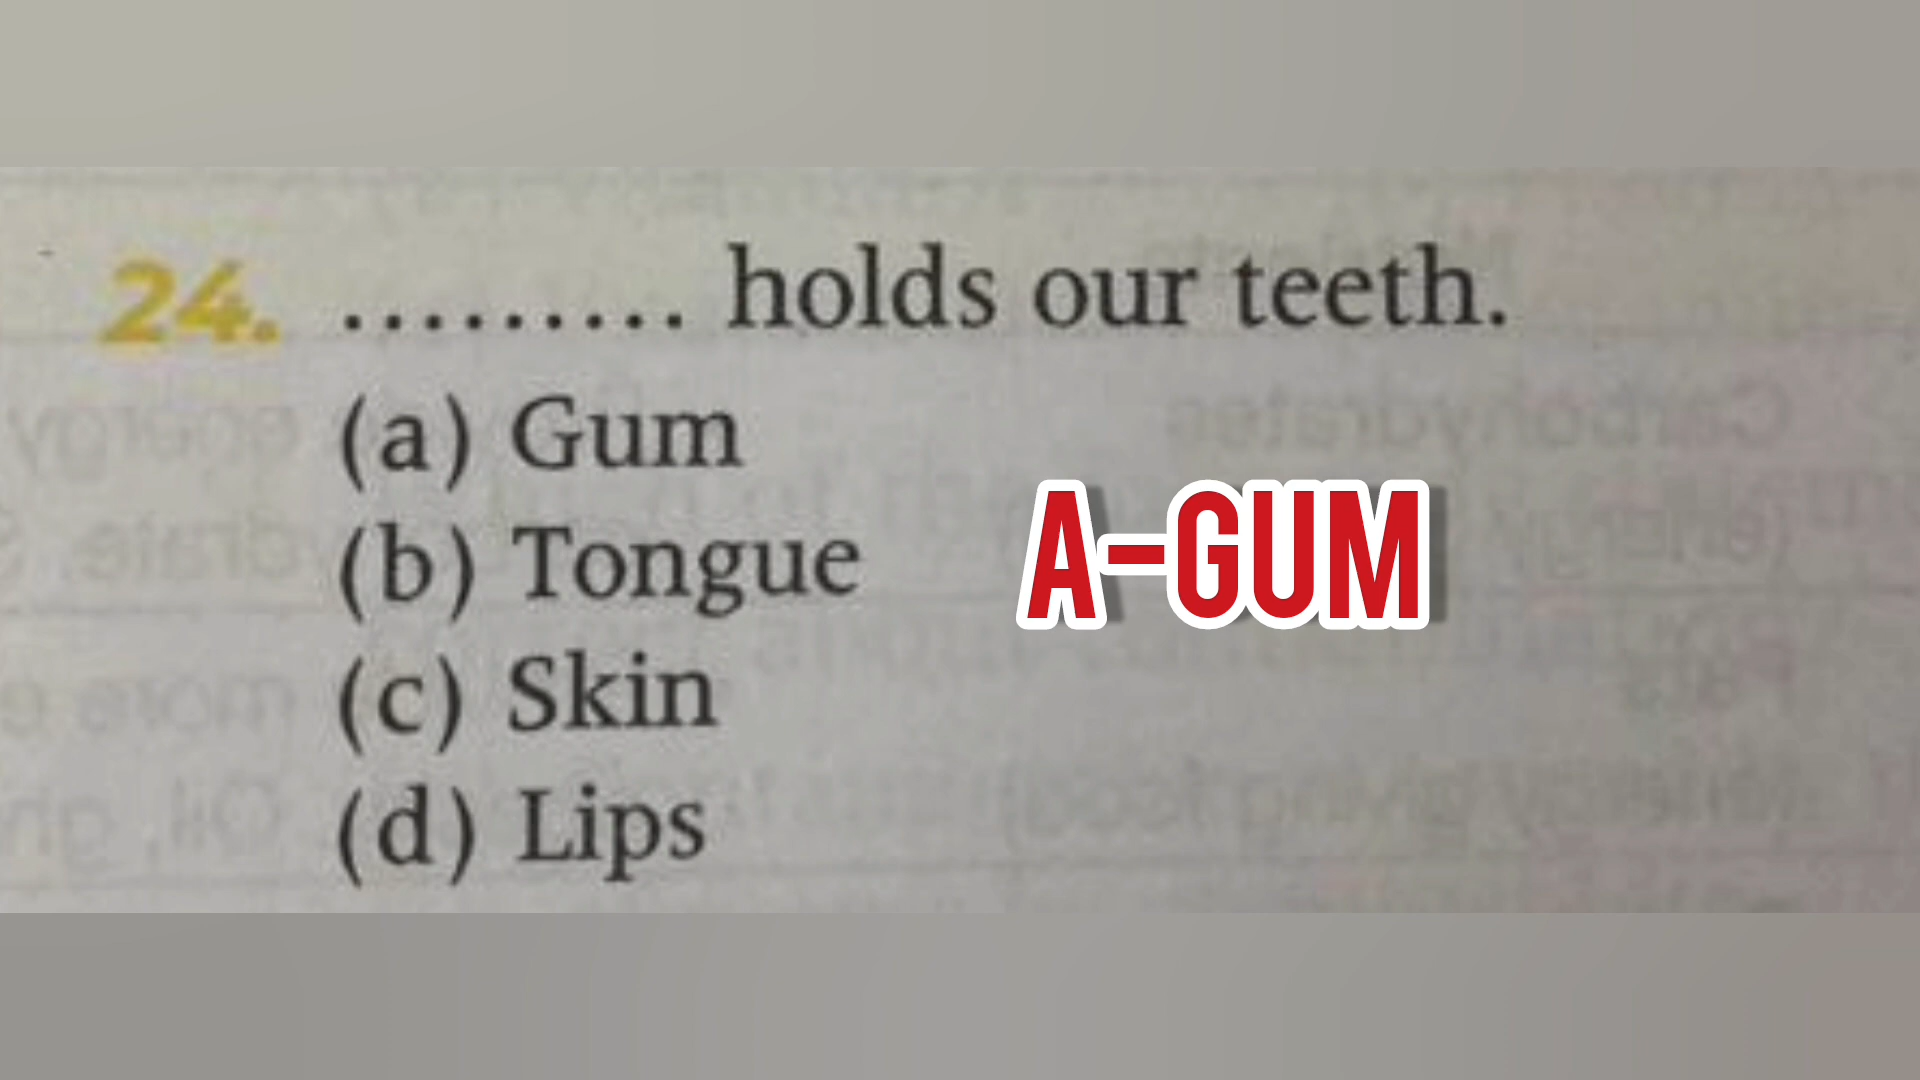 24. ......... holds our teeth.
(a) Gum
(b) Tongue
A-GUM
(c) Skin
(d) Lips